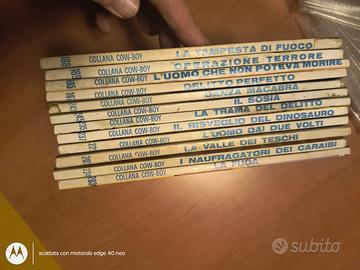 COLLANA COW-BOY LA TEMPESTA DI FUOCO
COLLANA COW-BOY OPERAZIONE TERRORE
COLLANA COW-BOY L'UOMO CHE NON POTEVA MORIRE
COLLANA COW-BOY DELITTO PERFETTO
COLLANA COW-BOY DANZA MACABRA
COLLANA COW-BOY IL SOSIA
COLLANA COW-BOY LA TRAMA DEL DELITTO
COLLANA COW-BOY IL RISVEGLIO DEL DINOSAURO
COLLANA COW-BOY L'UOMO DAI DUE VOLTI
COLLANA COW-BOY LA VALLE DEI TESCHI
COLLANA COW-BOY I NAUFRAGATORI DEI CARAIBI
COLLANA COW-BOY LA FUGA
scattata con motorola edge 40 neo
subito